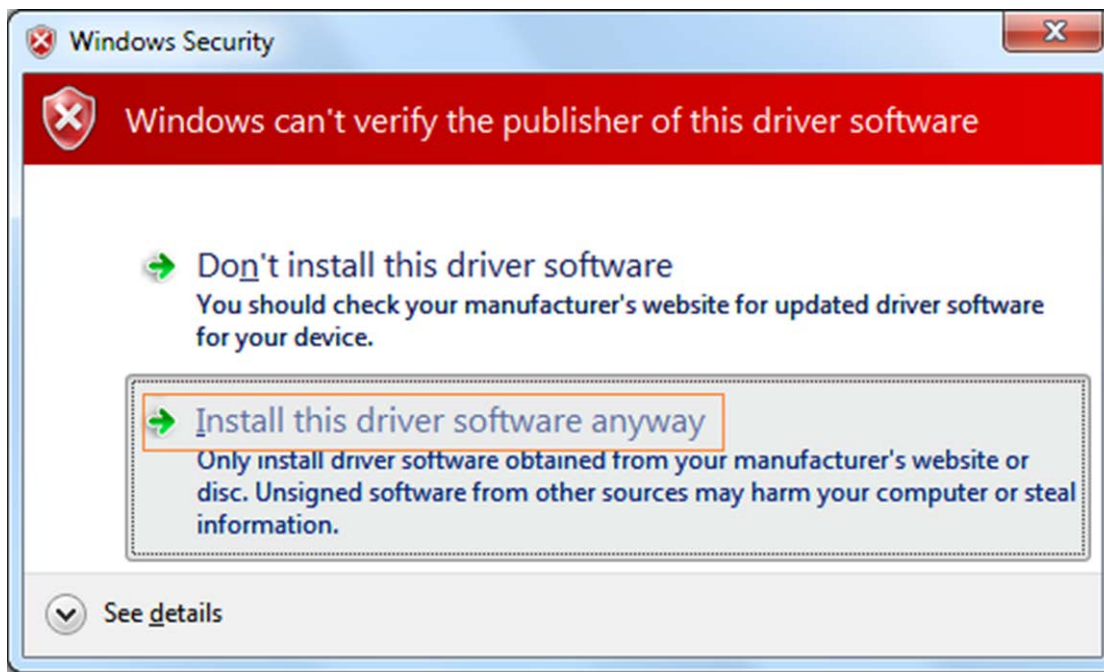 Windows Security
Windows can't verify the publisher of this driver software
Don't install this driver software
You should check your manufacturer's website for updated driver software
for your device.
Install this driver software anyway
Only install driver software obtained from your manufacturer's website or
disc. Unsigned software from other sources may harm your computer or steal
information.
See details